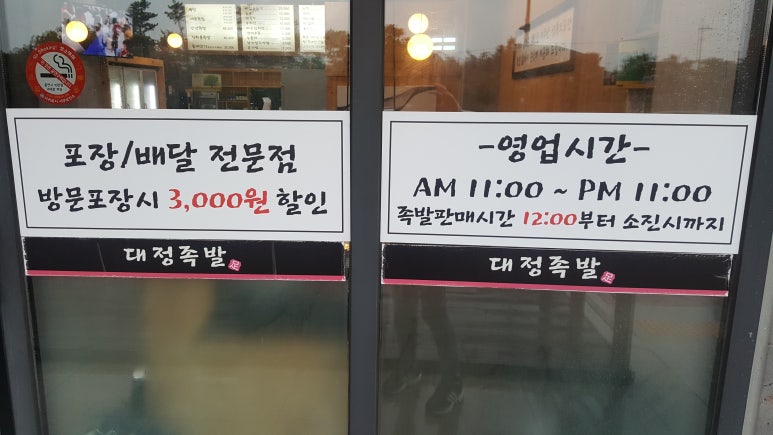 포장/배달 전문점
방문포장시 3,000원 할인
대정족발 足
-영업시간-
AM 11:00 ~ PM 11:00
족발판매시간 12:00부터 소진시까지
대정족발 足